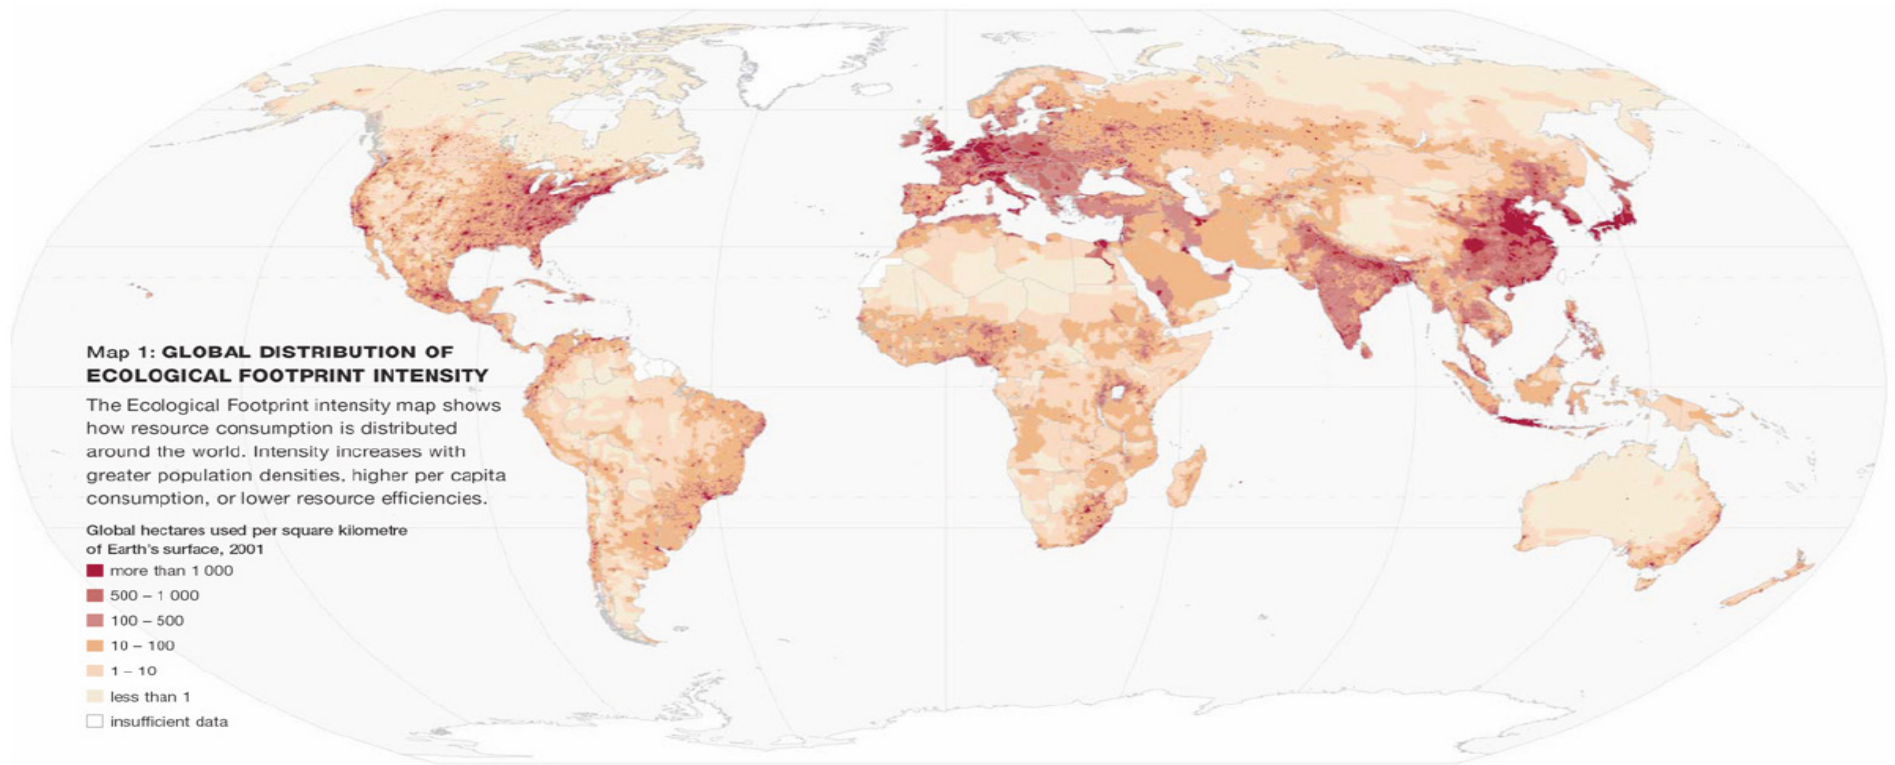 Map 1: GLOBAL DISTRIBUTION OF
ECOLOGICAL FOOTPRINT INTENSITY
The Ecological Footprint intensity map shows
how resource consumption is distributed
around the world. Intensity increases with
greater population densities, higher per capita
consumption, or lower resource efficiencies.
Global hectares used per square kilometre
of Earth's surface, 2001
more than 1 000
500 – 1 000
100 – 500
10 – 100
1 – 10
less than 1
insufficient data